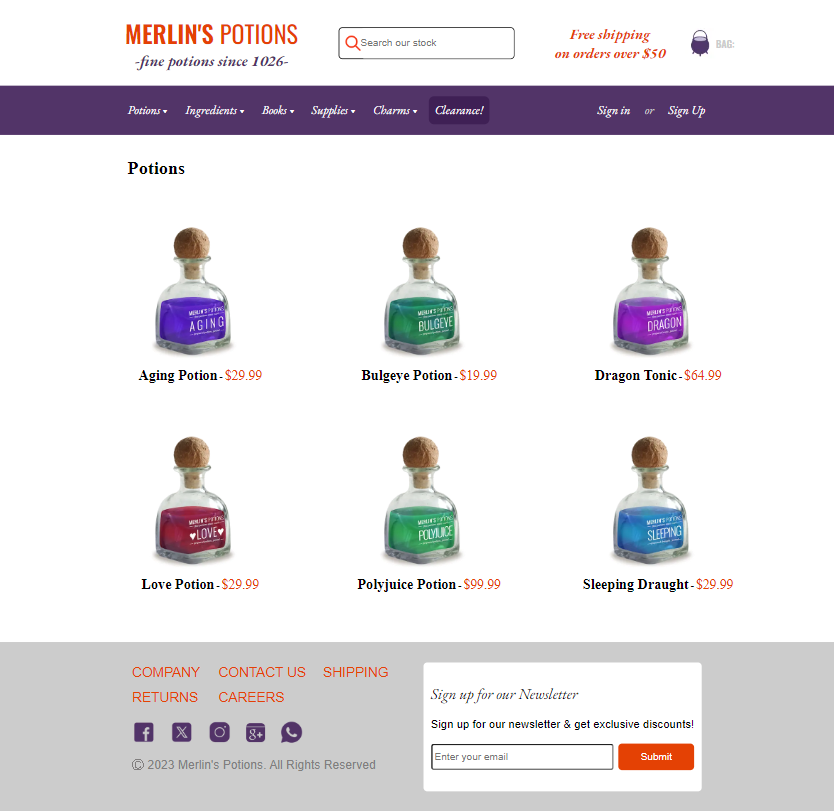 MERLIN'S POTIONS
-fine potions since 1026-
Search our stock
Free shipping
on orders over $50
BAG:
Potions ▾ Ingredients ▾ Books ▾ Supplies ▾ Charms ▾ Clearance! Sign in or Sign Up
Potions
MERLIN'S POTIONS
AGING
MERLIN'S POTIONS
BULGEYE
MERLIN'S POTIONS
DRAGON
Aging Potion - $29.99
Bulgeye Potion - $19.99
Dragon Tonic - $64.99
MERLIN'S POTIONS
♥LOVE♥
MERLIN'S POTIONS
POLYJUICE
MERLIN'S POTIONS
SLEEPING
Love Potion - $29.99
Polyjuice Potion - $99.99
Sleeping Draught - $29.99
COMPANY CONTACT US SHIPPING
RETURNS CAREERS
© 2023 Merlin's Potions. All Rights Reserved
Sign up for our Newsletter
Sign up for our newsletter & get exclusive discounts!
Enter your email
Submit